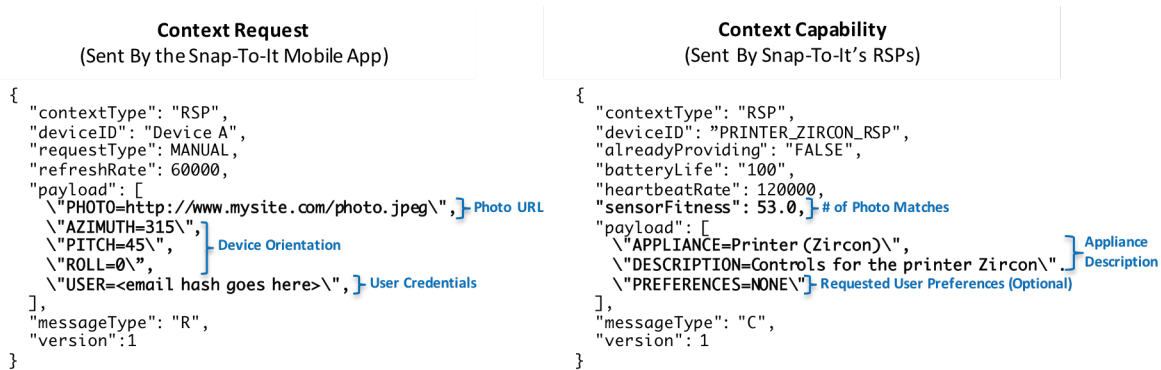 Context Request
(Sent By the Snap-To-It Mobile App)
{
"contextType": "RSP",
"deviceID": "Device A",
"requestType": MANUAL,
"refreshRate": 60000,
"payload": [
\"PHOTO=http://www.mysite.com/photo.jpeg\", Photo URL
\"AZIMUTH=315\",
\"PITCH=45\", Device Orientation
\"ROLL=0\”,
\"USER=<email hash goes here>\", User Credentials
],
"messageType": "R",
"version":1
}
Context Capability
(Sent By Snap-To-It’s RSPs)
{
"contextType": "RSP",
"deviceID": ”PRINTER_ZIRCON_RSP",
"alreadyProviding": "FALSE",
"batteryLife": "100",
"heartbeatRate": 120000,
"sensorFitness": 53.0, # of Photo Matches
"payload": [
\"APPLIANCE=Printer (Zircon)\", Appliance
\"DESCRIPTION=Controls for the printer Zircon\". Description
\"PREFERENCES=NONE\" Requested User Preferences (Optional)
],
"messageType": "C",
"version": 1
}